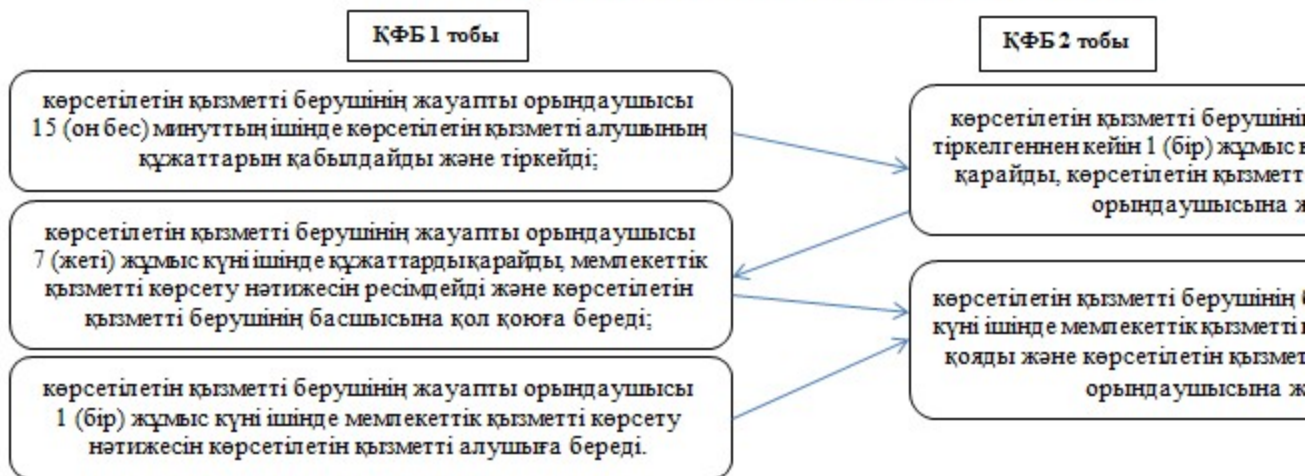 ҚФБ 1 тобы
көрсетілетін қызметті берушінің жауапты орындаушысы
15 (он бес) минуттың ішінде көрсетілетін қызметті алушының
құжаттарын қабылдайды және тіркейді;
көрсетілетін қызметті берушінің жауапты орындаушысы
7 (жеті) жұмыс күні ішінде құжаттарды қарайды, мемлекеттік
қызметті көрсету нәтижесін ресімдейді және көрсетілетін
қызметті берушінің басшысына қол қоюға береді;
көрсетілетін қызметті берушінің жауапты орындаушысы
1 (бір) жұмыс күні ішінде мемлекеттік қызметті көрсету
нәтижесін көрсетілетін қызметті алушыға береді.
ҚФБ 2 тобы
көрсетілетін қызметті
тіркелгеннен кейін 1 (бір) жұмыс
қарайды, көрсетілетін
орындаушысына
көрсетілетін қызметті берушінің
күні ішінде мемлекеттік қызметті
қояды және көрсетілетін
орындаушысына